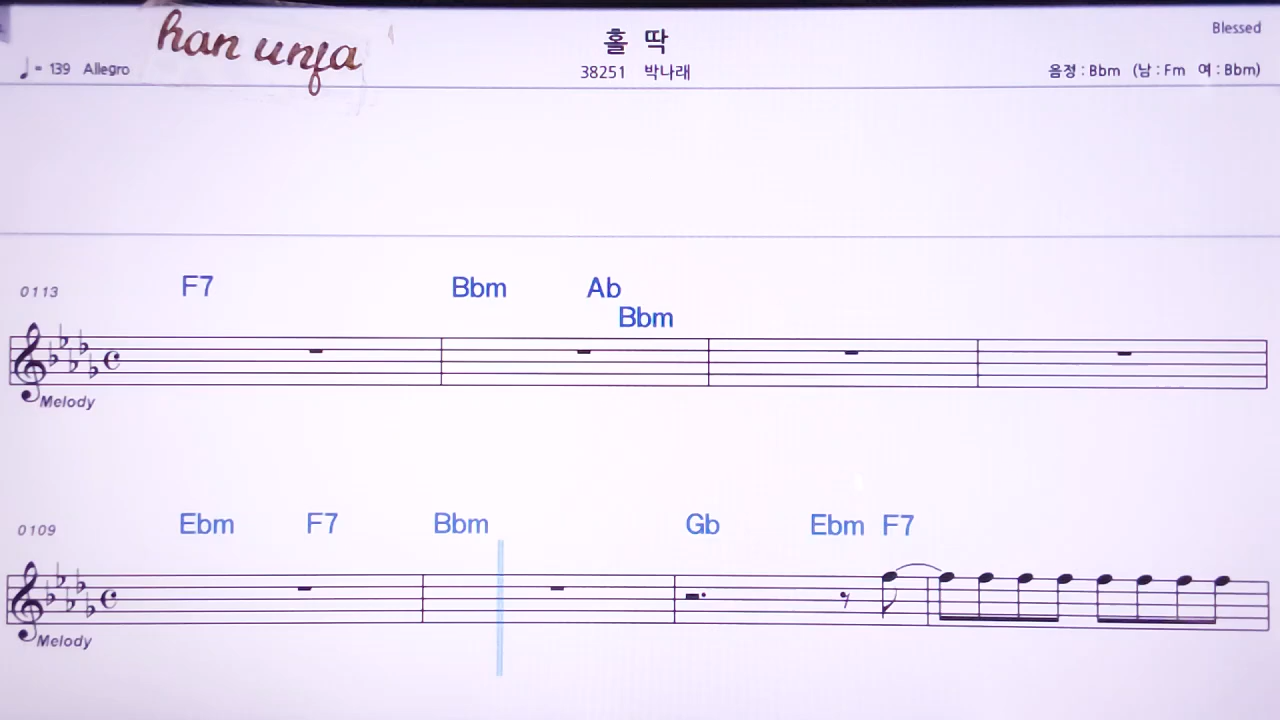 han unja
홀 딱
Blessed
♩= 139 Allegro
38251 박나래
음정 : Bbm (남 : Fm 여 : Bbm)
0113
F7 Bbm Ab
Bbm
Melody
0109
Ebm F7 Bbm Gb Ebm F7
Melody